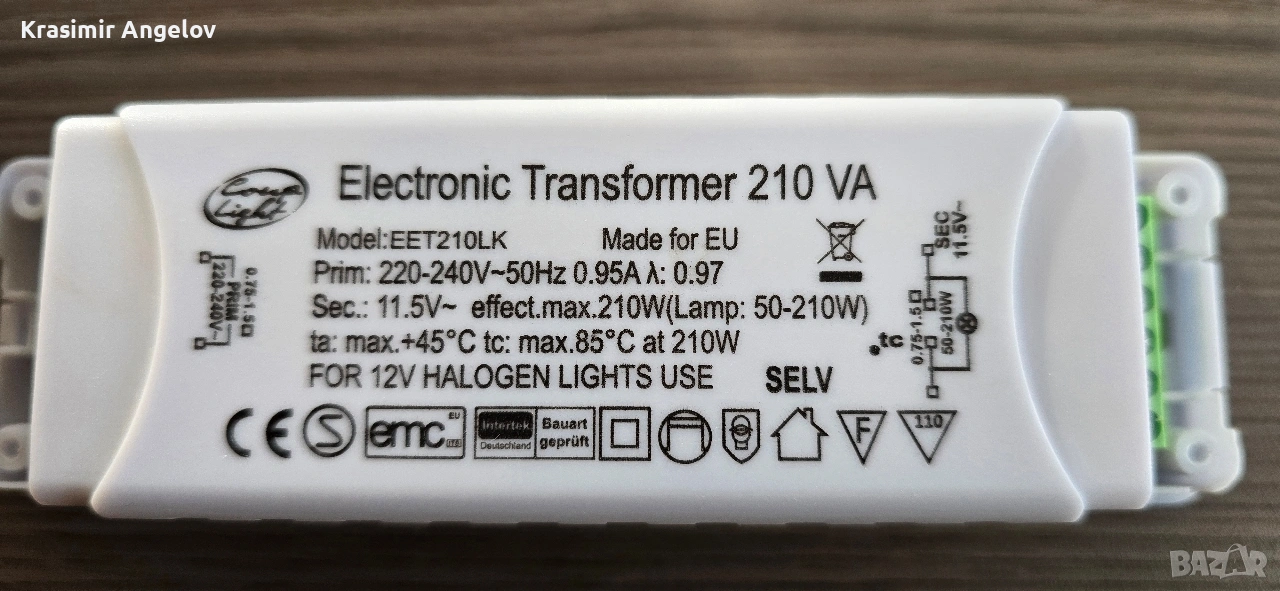 Krasimir Angelov
Electronic Transformer 210 VA
Model:EET210LK Made for EU
Prim: 220-240V~50Hz 0.95A λ: 0.97
Sec.: 11.5V~ effect.max.210W(Lamp: 50-210W)
ta: max.+45°C tc: max.85°C at 210W
FOR 12V HALOGEN LIGHTS USE SELV
PRIM
220-240V~
0.75-1.5
SEC
11.5V~
0.75-1.5
50-210W
.tc
CE S emc EU
Intertek
Deutschland
Bauart
geprüft
F
110
Light
BAZAR